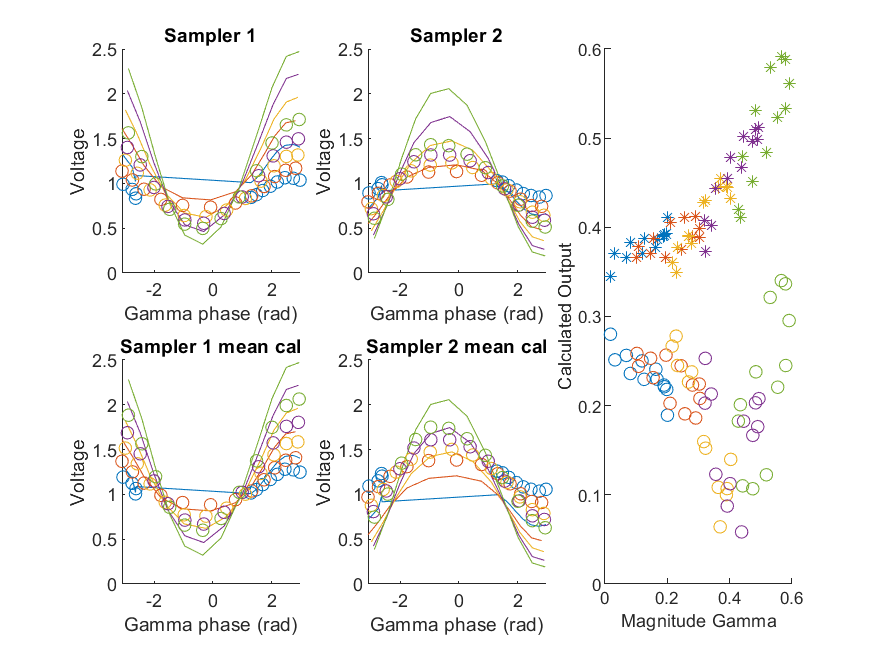 Sampler 1
2.5
2
1.5
1
0.5
0
Voltage
-2 0 2
Gamma phase (rad)
Sampler 2
2.5
2
1.5
1
0.5
0
Voltage
-2 0 2
Gamma phase (rad)
Sampler 1 mean cal
2.5
2
1.5
1
0.5
0
Voltage
-2 0 2
Gamma phase (rad)
Sampler 2 mean cal
2.5
2
1.5
1
0.5
0
Voltage
-2 0 2
Gamma phase (rad)
0.6
0.5
0.4
0.3
0.2
0.1
0
Calculated Output
0 0.2 0.4 0.6
Magnitude Gamma